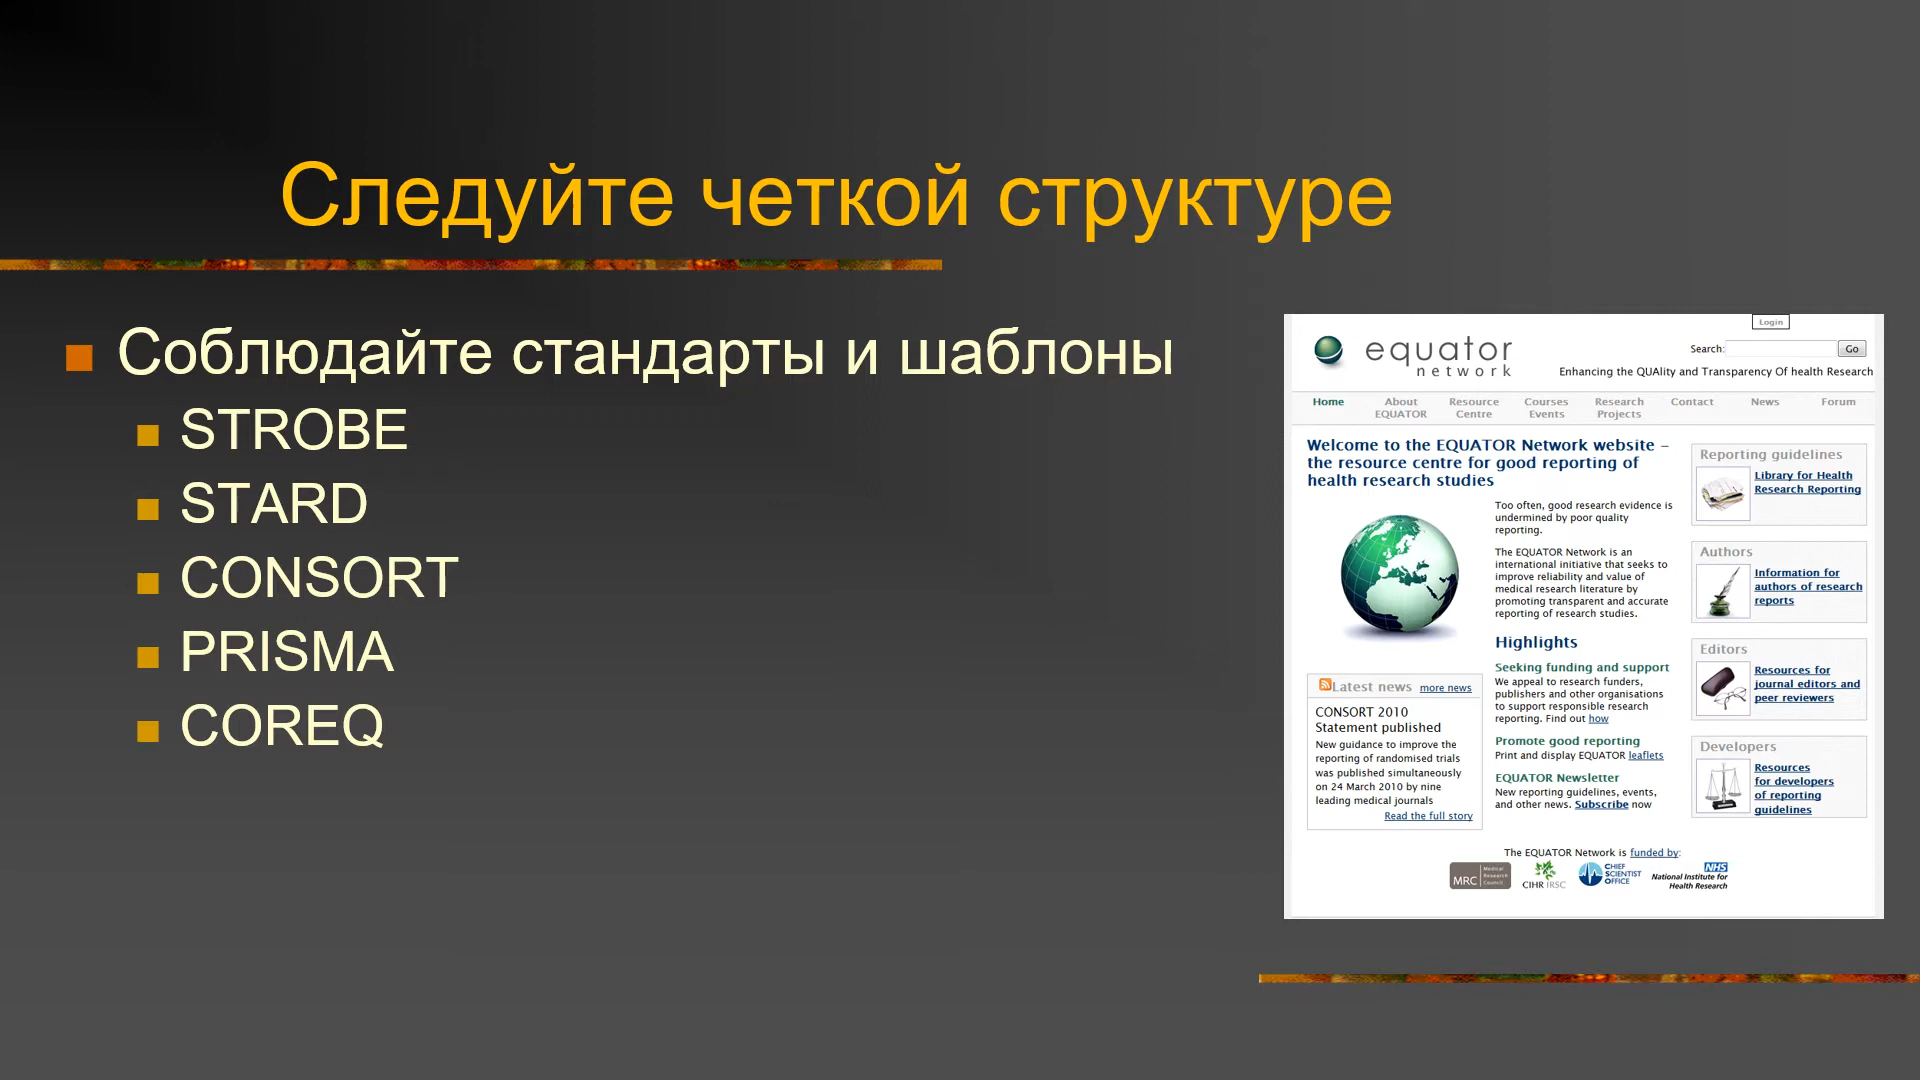 Следуйте четкой структуре
Соблюдайте стандарты и шаблоны
STROBE
STARD
CONSORT
PRISMA
COREQ
Login
equator
network
Search:
Go
Enhancing the QUAlity and Transparency Of health Research
Home
About
EQUATOR
Resource
Centre
Courses
Events
Research
Projects
Contact
News
Forum
Welcome to the EQUATOR Network website –
the resource centre for good reporting of
health research studies
Too often, good research evidence is
undermined by poor quality
reporting.
The EQUATOR Network is an
international initiative that seeks to
improve reliability and value of
medical research literature by
promoting transparent and accurate
reporting of research studies.
Highlights
Seeking funding and support
We appeal to research funders,
publishers and other organisations
to support responsible research
reporting. Find out how
Promote good reporting
Print and display EQUATOR leaflets
EQUATOR Newsletter
New reporting guidelines, events,
and other news. Subscribe now
Latest news more news
CONSORT 2010
Statement published
New guidance to improve the
reporting of randomised trials
was published simultaneously
on 24 March 2010 by nine
leading medical journals
Read the full story
Reporting guidelines
Library for Health
Research Reporting
Authors
Information for
authors of research
reports
Editors
Resources for
journal editors and
peer reviewers
Developers
Resources
for developers
of reporting
guidelines
The EQUATOR Network is funded by:
MRC
Medical
Research
Council
CIHR IRSC
CHIEF
SCIENTIST
OFFICE
NHS
National Institute for
Health Research